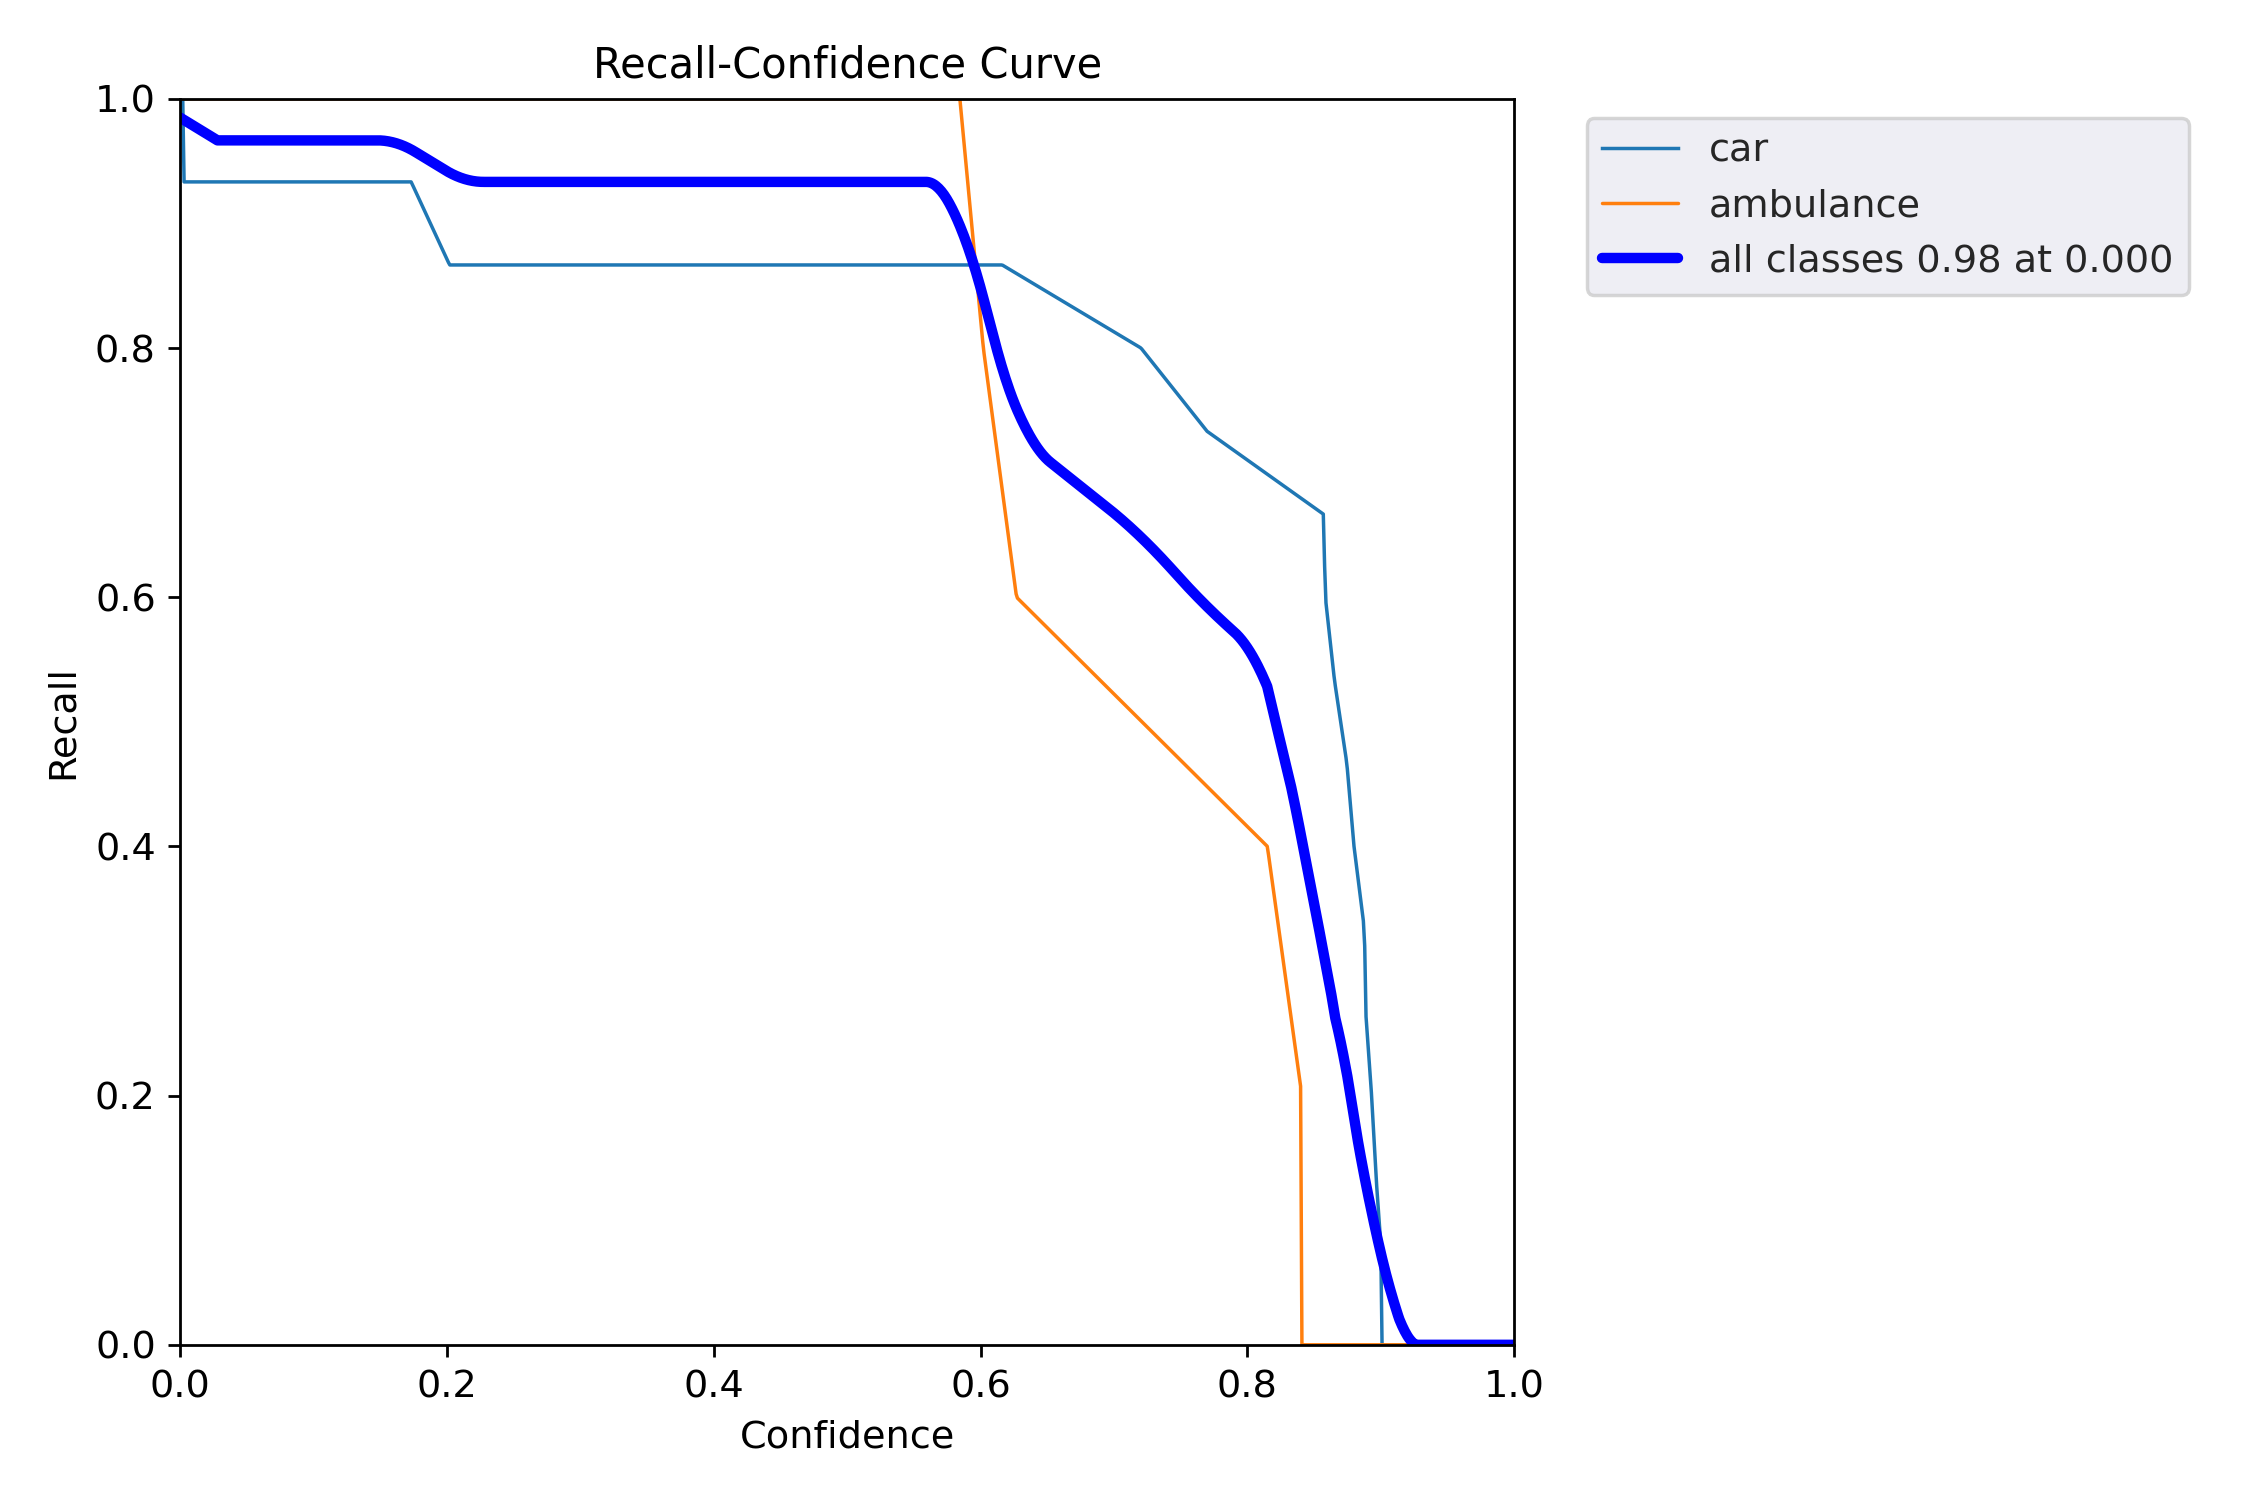 Recall-Confidence Curve
car
ambulance
all classes 0.98 at 0.000
1.0
0.8
0.6
0.4
0.2
0.0
Recall
0.0 0.2 0.4 0.6 0.8 1.0
Confidence